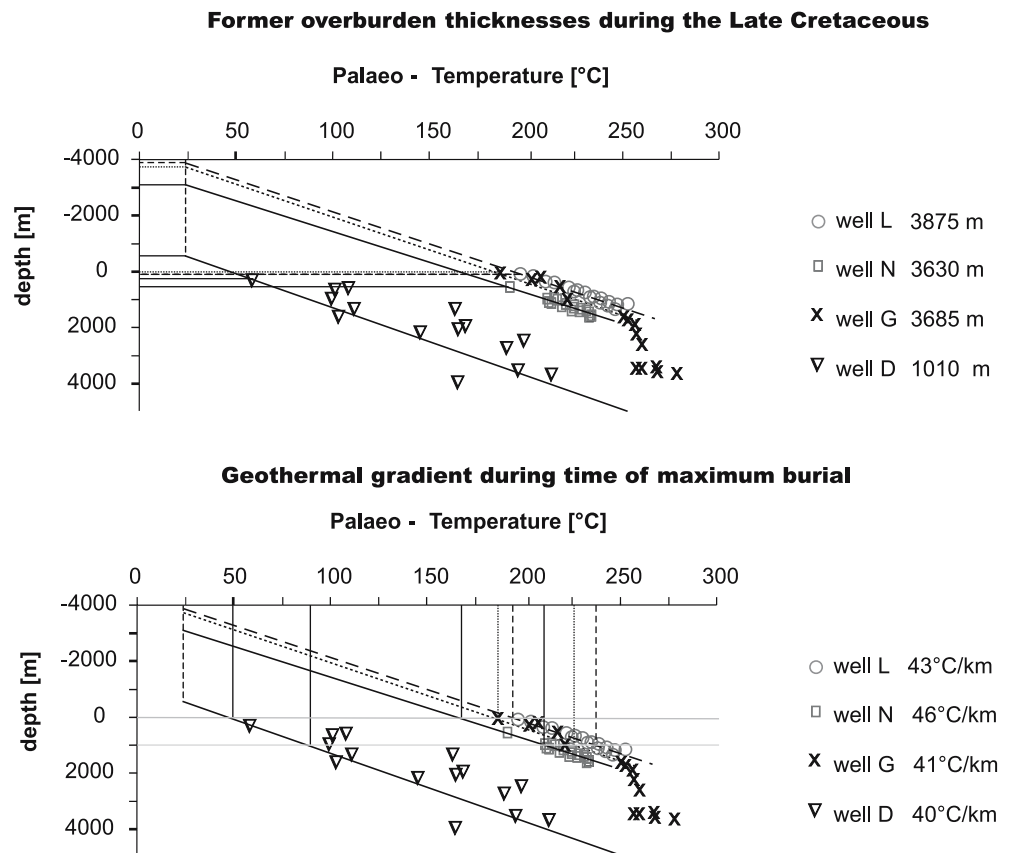 Former overburden thicknesses during the Late Cretaceous
Palaeo - Temperature [°C]
0 50 100 150 200 250 300
depth [m]
-4000
-2000
0
2000
4000
well L 3875 m
well N 3630 m
well G 3685 m
well D 1010 m
Geothermal gradient during time of maximum burial
Palaeo - Temperature [°C]
0 50 100 150 200 250 300
depth [m]
-4000
-2000
0
2000
4000
well L 43°C/km
well N 46°C/km
well G 41°C/km
well D 40°C/km